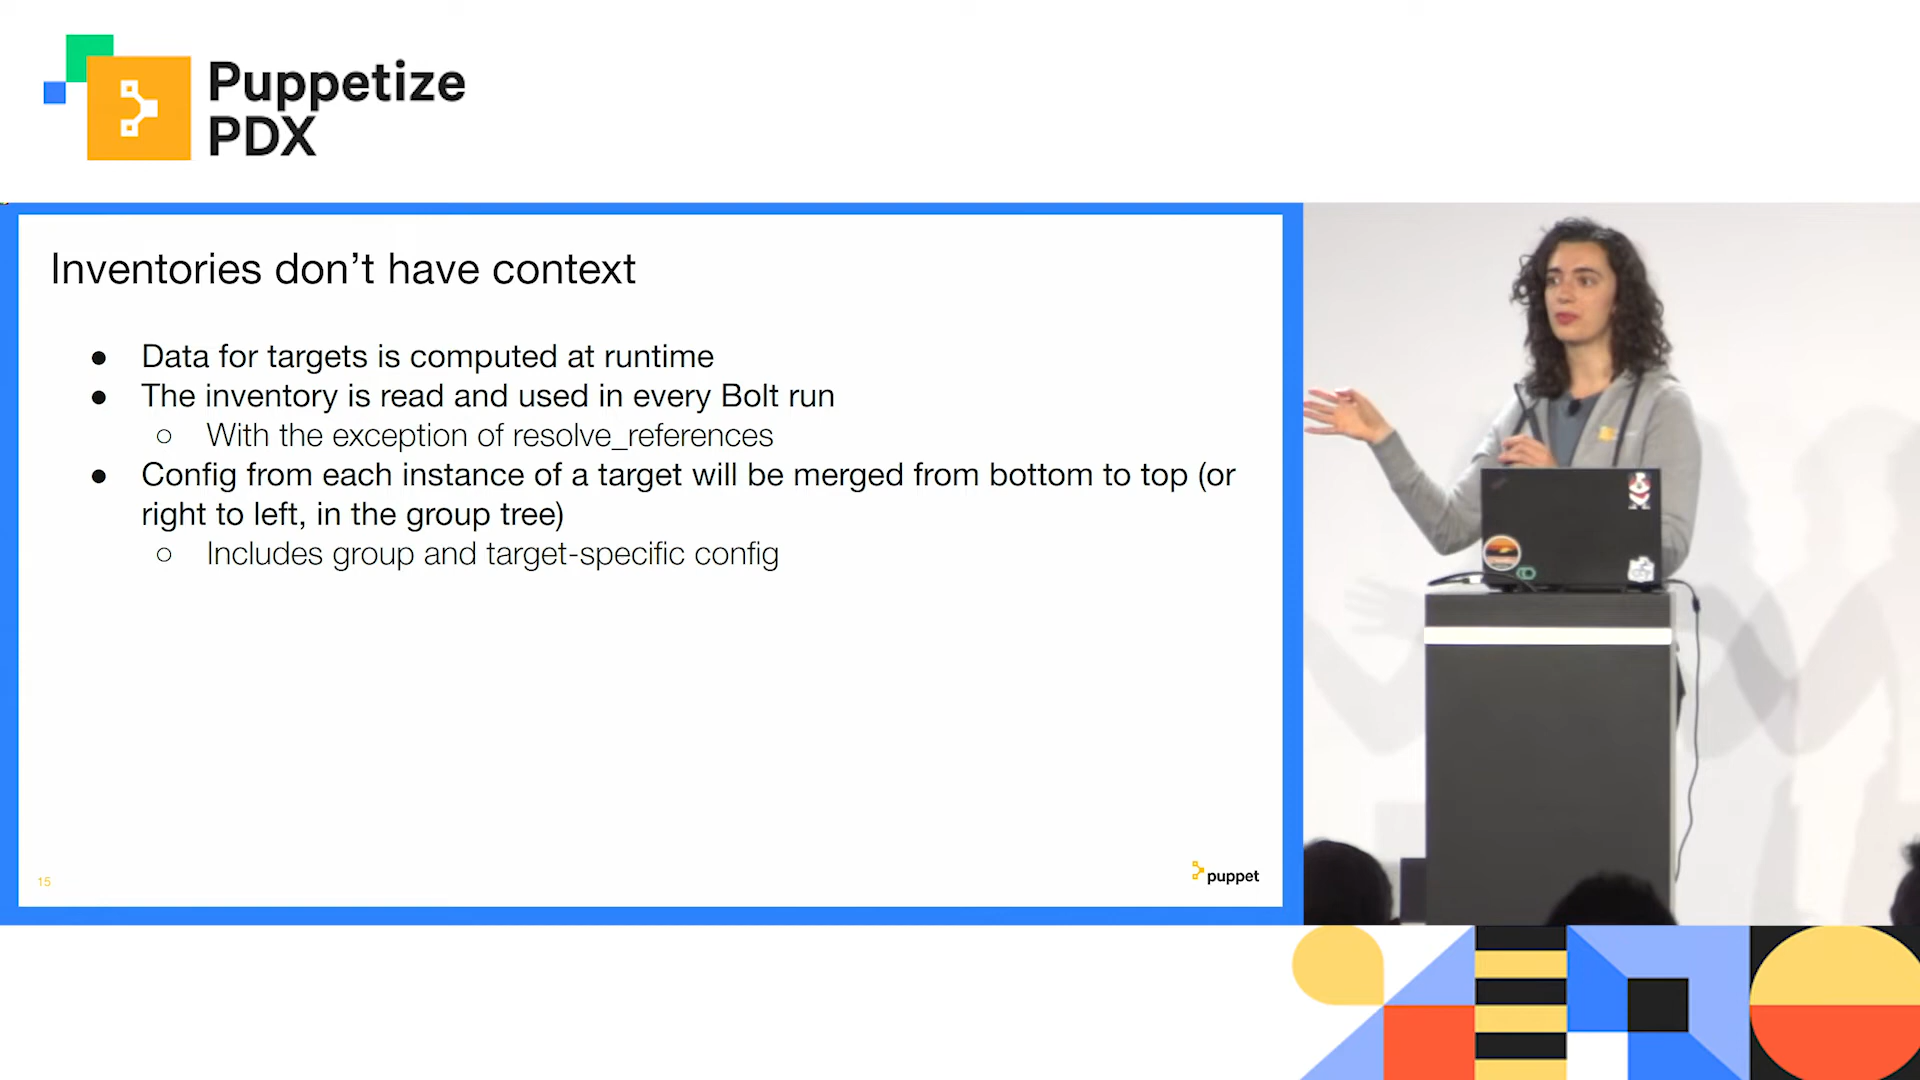 Puppetize
PDX
Inventories don’t have context
● Data for targets is computed at runtime
● The inventory is read and used in every Bolt run
○ With the exception of resolve_references
● Config from each instance of a target will be merged from bottom to top (or
right to left, in the group tree)
○ Includes group and target-specific config
15
puppet